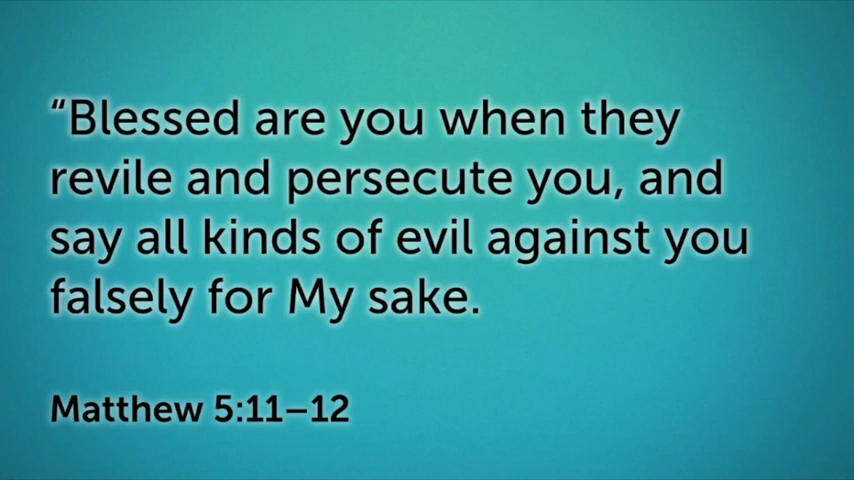 “Blessed are you when they
revile and persecute you, and
say all kinds of evil against you
falsely for My sake.
Matthew 5:11–12